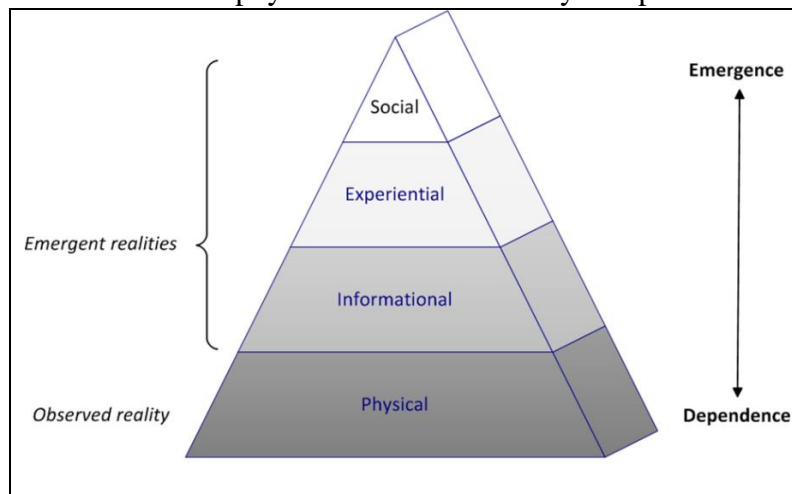 Emergence
Social
Experiential
Emergent realities
Informational
Physical
Observed reality
Dependence